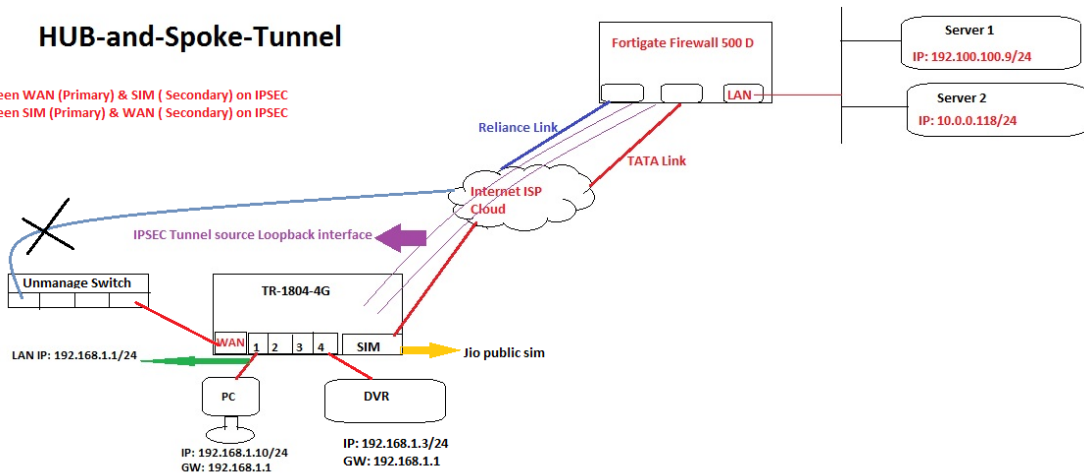 HUB-and-Spoke-Tunnel
Fortigate Firewall 500 D
LAN
Server 1
IP: 192.100.100.9/24
Server 2
IP: 10.0.0.118/24
een WAN (Primary) & SIM ( Secondary) on IPSEC
een SIM (Primary) & WAN ( Secondary) on IPSEC
Reliance Link
TATA Link
Internet ISP
Cloud
IPSEC Tunnel source Loopback interface
Unmanage Switch
TR-1804-4G
WAN
1
2
3
4
SIM
LAN IP: 192.168.1.1/24
Jio public sim
PC
DVR
IP: 192.168.1.10/24
GW: 192.168.1.1
IP: 192.168.1.3/24
GW: 192.168.1.1